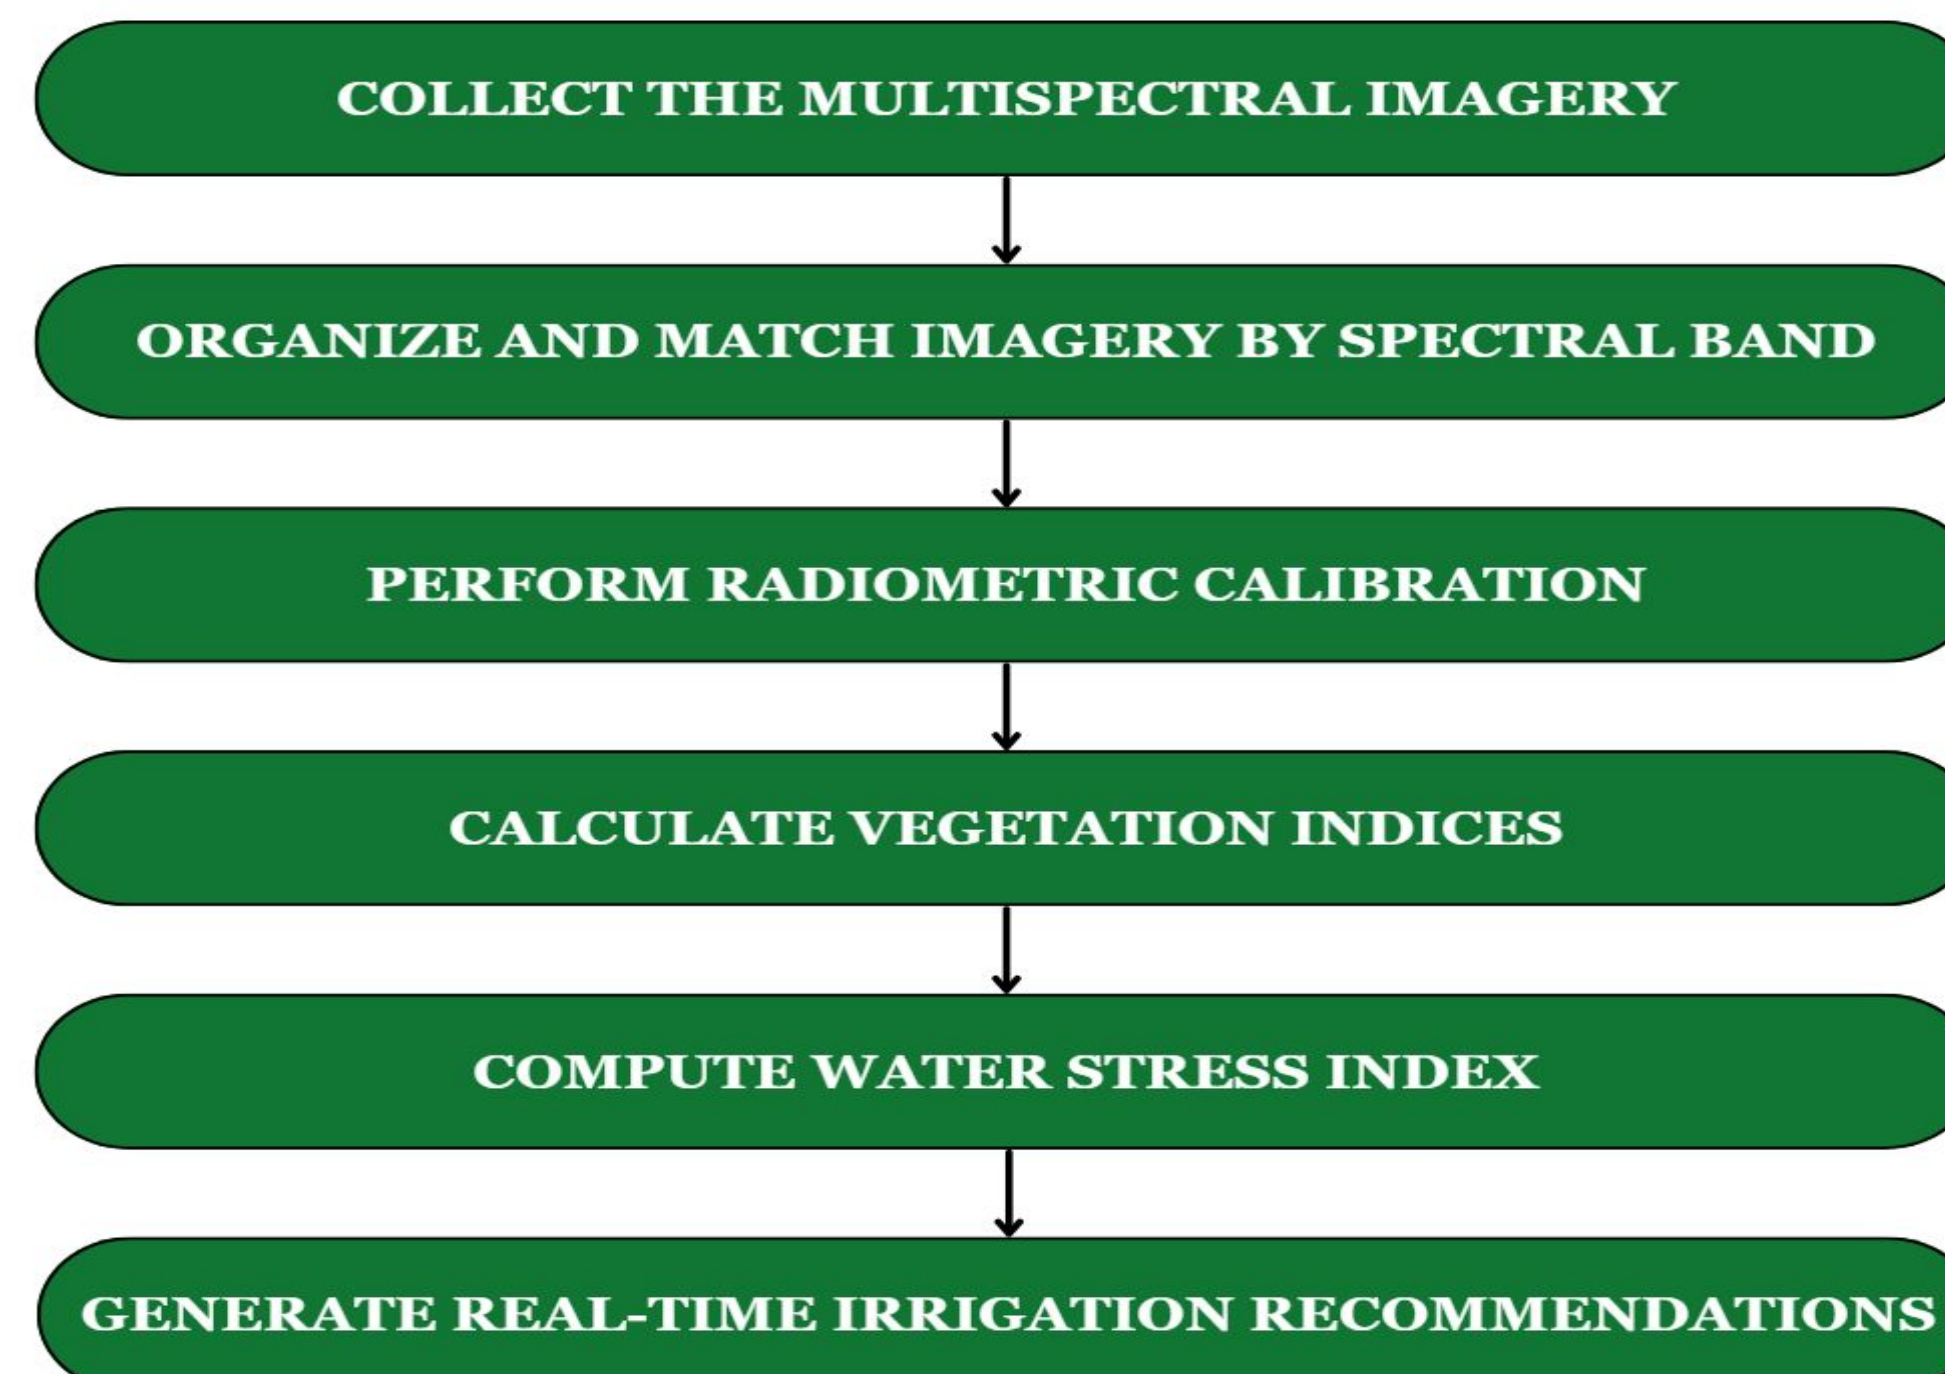 COLLECT THE MULTISPECTRAL IMAGERY
ORGANIZE AND MATCH IMAGERY BY SPECTRAL BAND
PERFORM RADIOMETRIC CALIBRATION
CALCULATE VEGETATION INDICES
COMPUTE WATER STRESS INDEX
GENERATE REAL-TIME IRRIGATION RECOMMENDATIONS